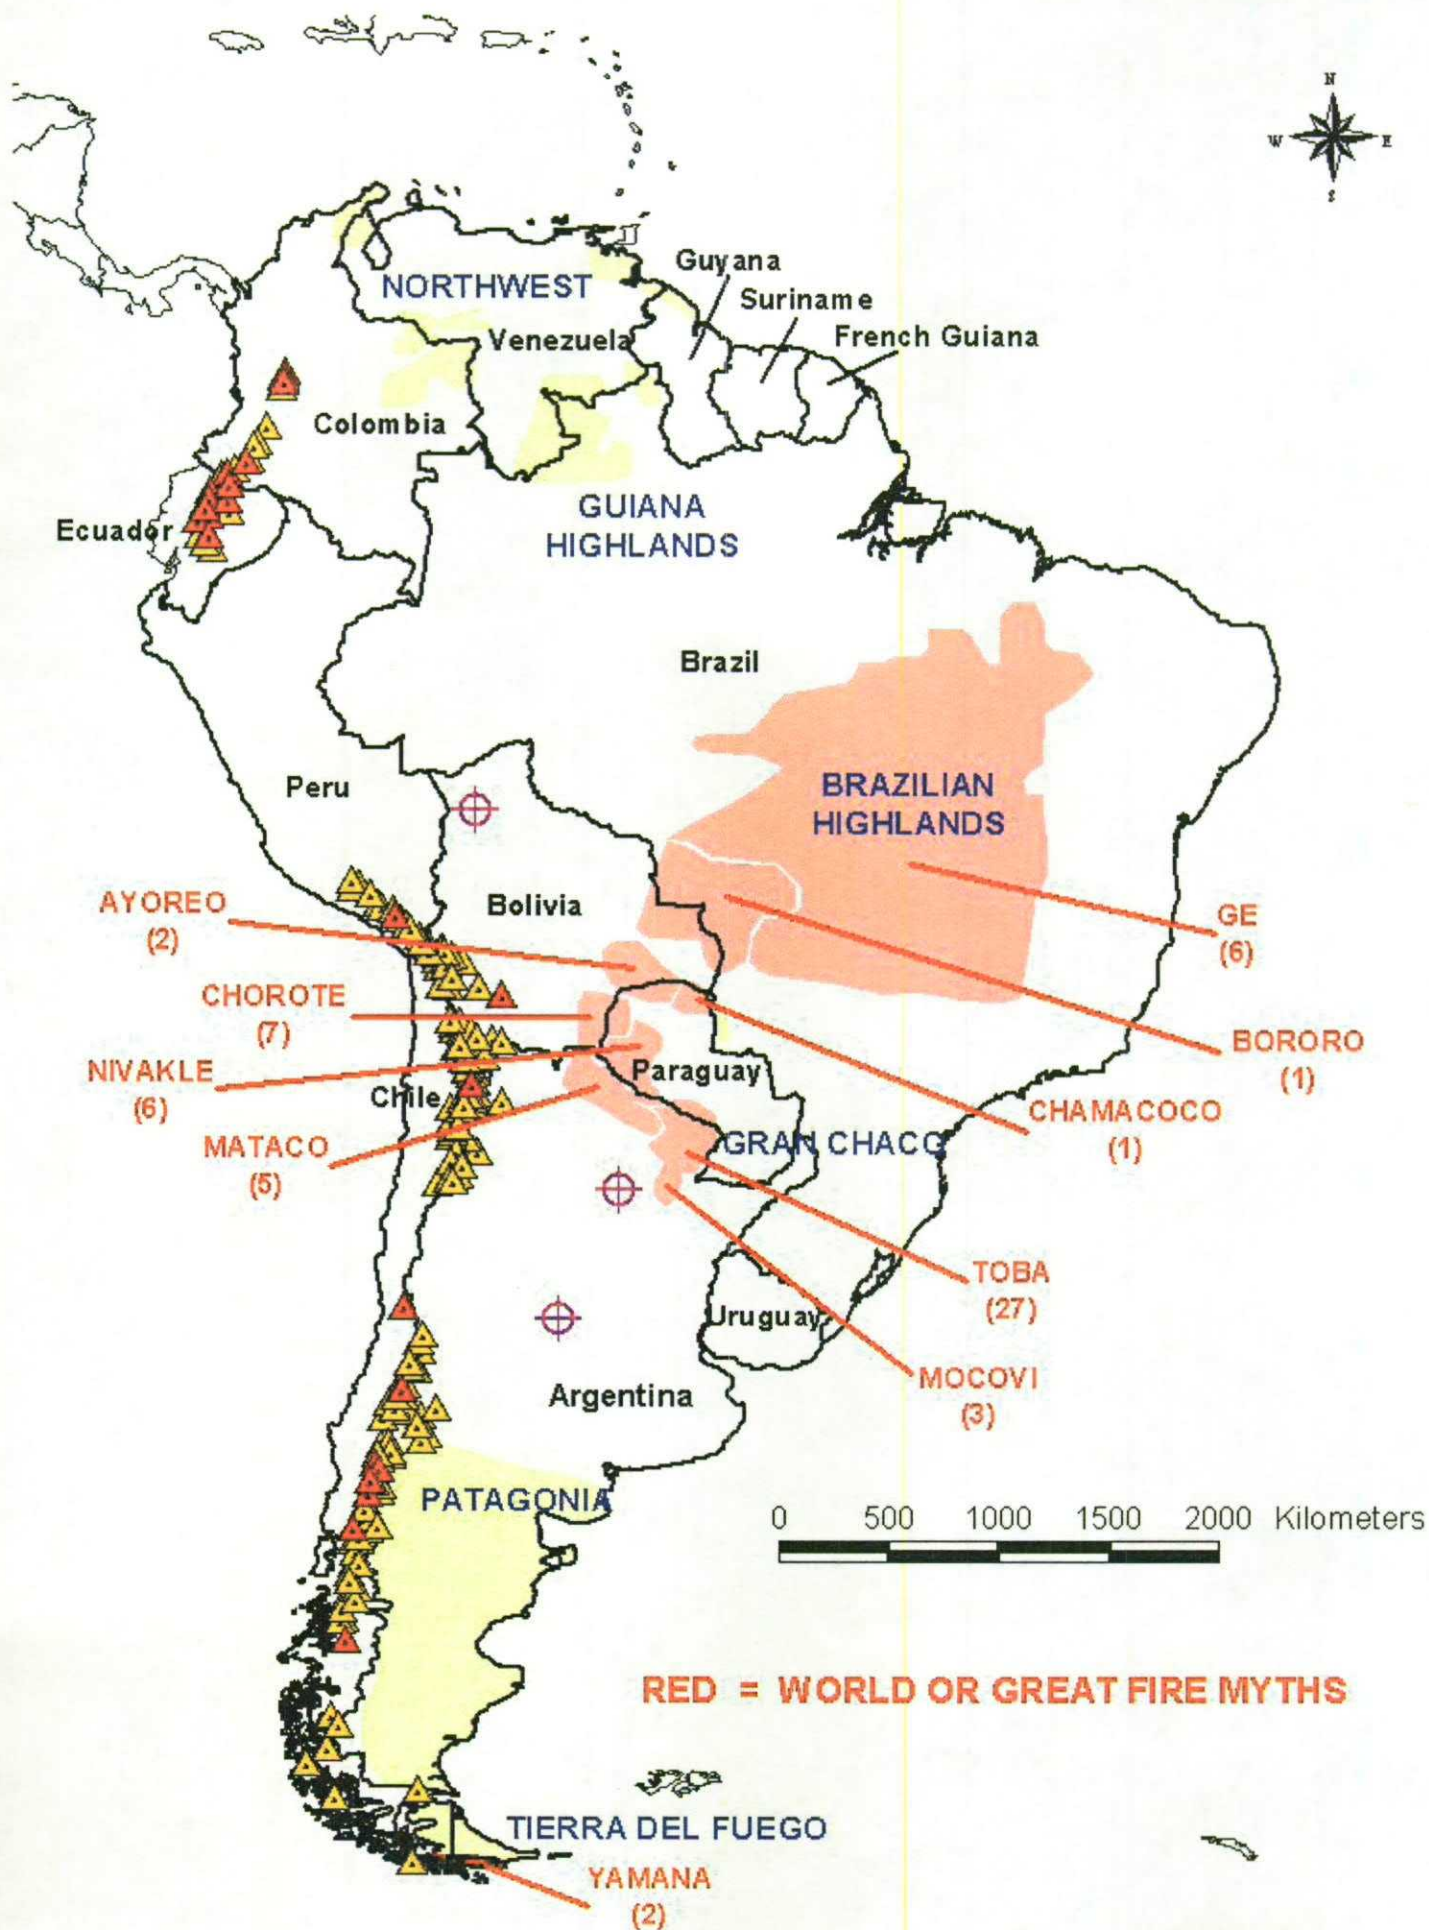 N
W
E
S
Guyana
NORTHWEST
Suriname
Venezuela
French Guiana
Colombia
GUIANA
HIGHLANDS
Ecuador
Brazil
Peru
BRAZILIAN
HIGHLANDS
AYOREO
(2)
Bolivia
GE
(6)
CHOROTE
(7)
BORORO
(1)
NIVAKLE
(6)
Paraguay
Chile
CHAMACOCO
(1)
MATACO
(5)
GRAN CHACO
TOBA
(27)
Uruguay
MOCOVI
(3)
Argentina
PATAGONIA
0 500 1000 1500 2000 Kilometers
RED = WORLD OR GREAT FIRE MYTHS
TIERRA DEL FUEGO
YAMANA
(2)